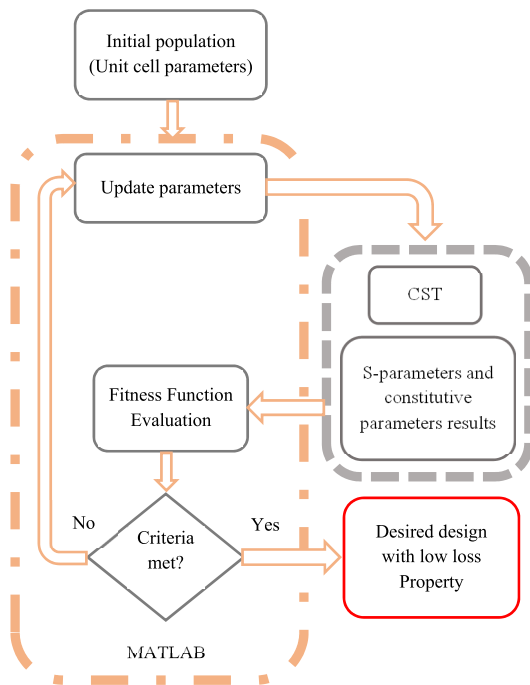 Initial population
(Unit cell parameters)
Update parameters
CST
S-parameters and
constitutive
parameters results
Fitness Function
Evaluation
No
Criteria
met?
Yes
Desired design
with low loss
Property
MATLAB